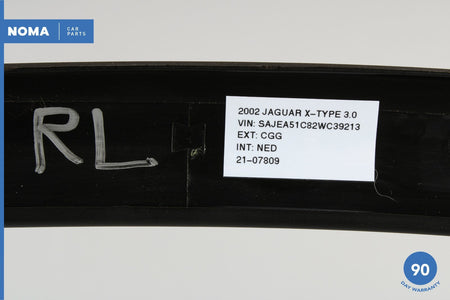 NOMA CAR
PARTS
RL
2002 JAGUAR X-TYPE 3.0
VIN: SAJEA51C82WC39213
EXT: CGG
INT: NED
21-07809
90
DAY WARRANTY